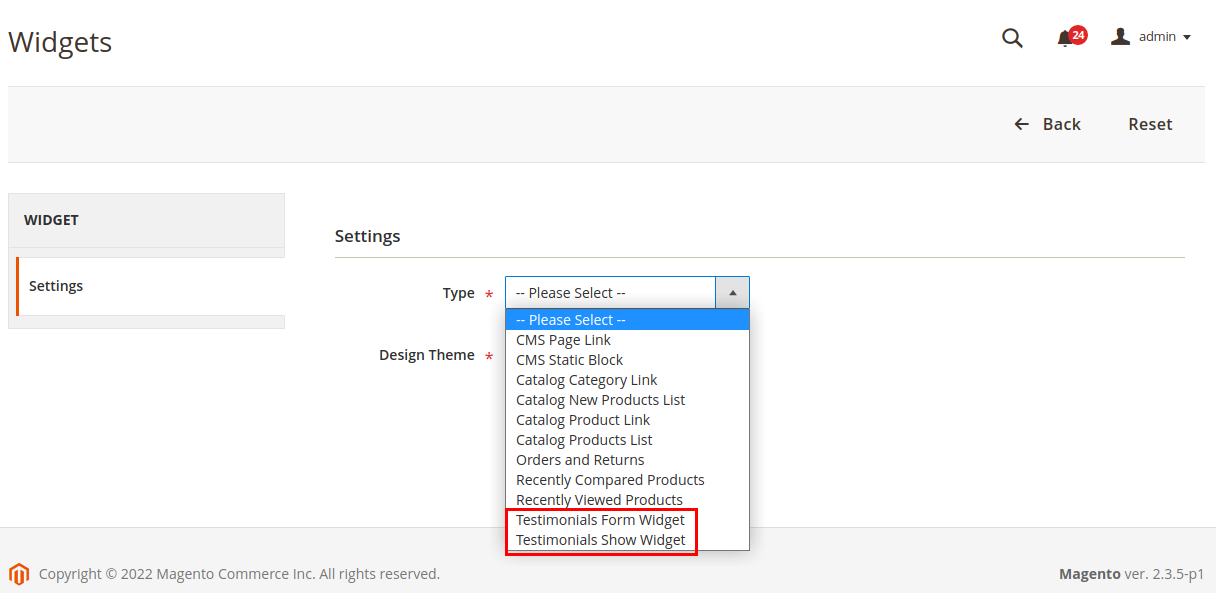 Widgets
24
admin
Back
Reset
WIDGET
Settings
Settings
Type *
-- Please Select --
-- Please Select --
CMS Page Link
CMS Static Block
Catalog Category Link
Catalog New Products List
Catalog Product Link
Catalog Products List
Orders and Returns
Recently Compared Products
Recently Viewed Products
Testimonials Form Widget
Testimonials Show Widget
Design Theme *
Copyright © 2022 Magento Commerce Inc. All rights reserved.
Magento ver. 2.3.5-p1